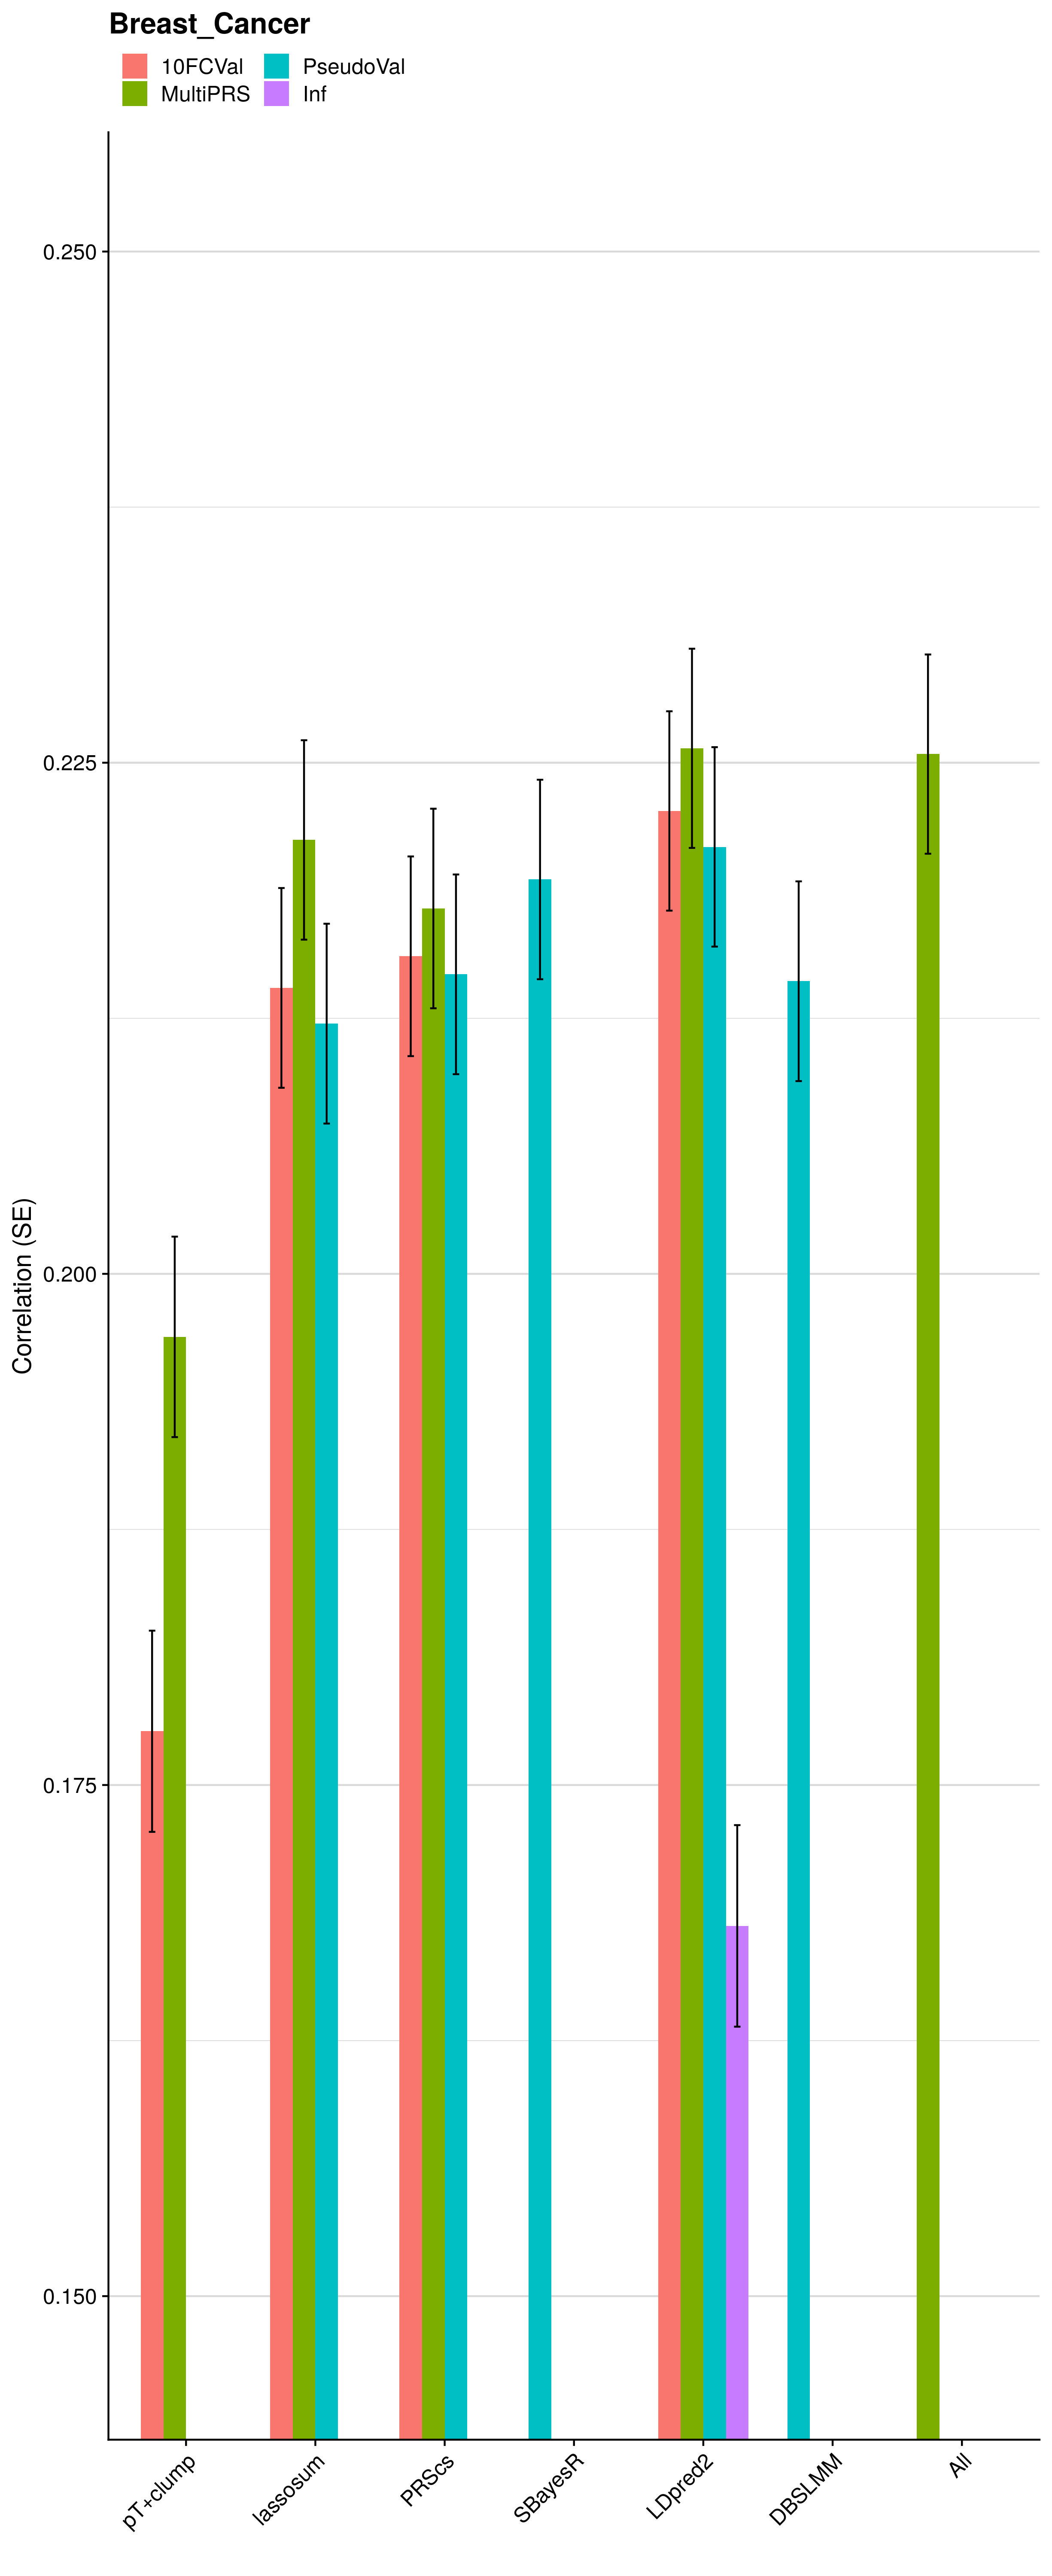 Breast_Cancer
10FCVal PseudoVal
MultiPRS Inf
Correlation (SE)
0.250
0.225
0.200
0.175
0.150
pT+clump
lassosum
PRScs
SBayesR
LDpred2
DBSLMM
All